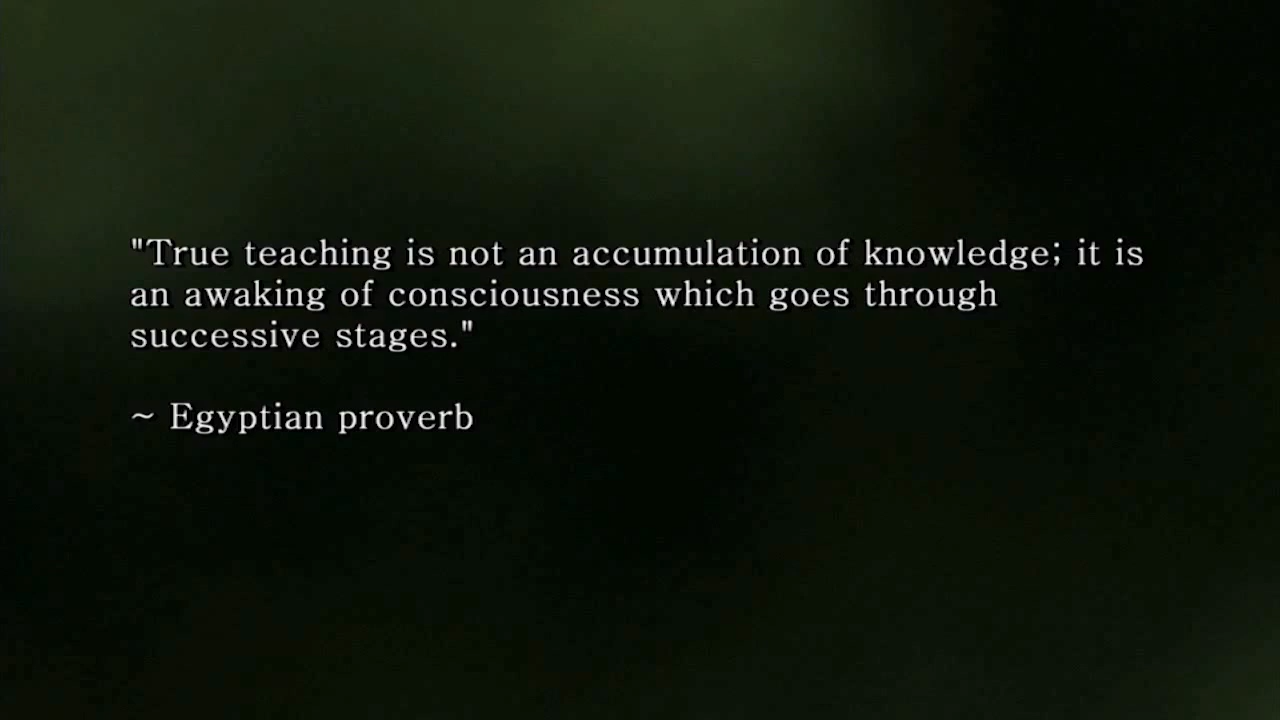 "True teaching is not an accumulation of knowledge; it is
an awaking of consciousness which goes through
successive stages."
~ Egyptian proverb